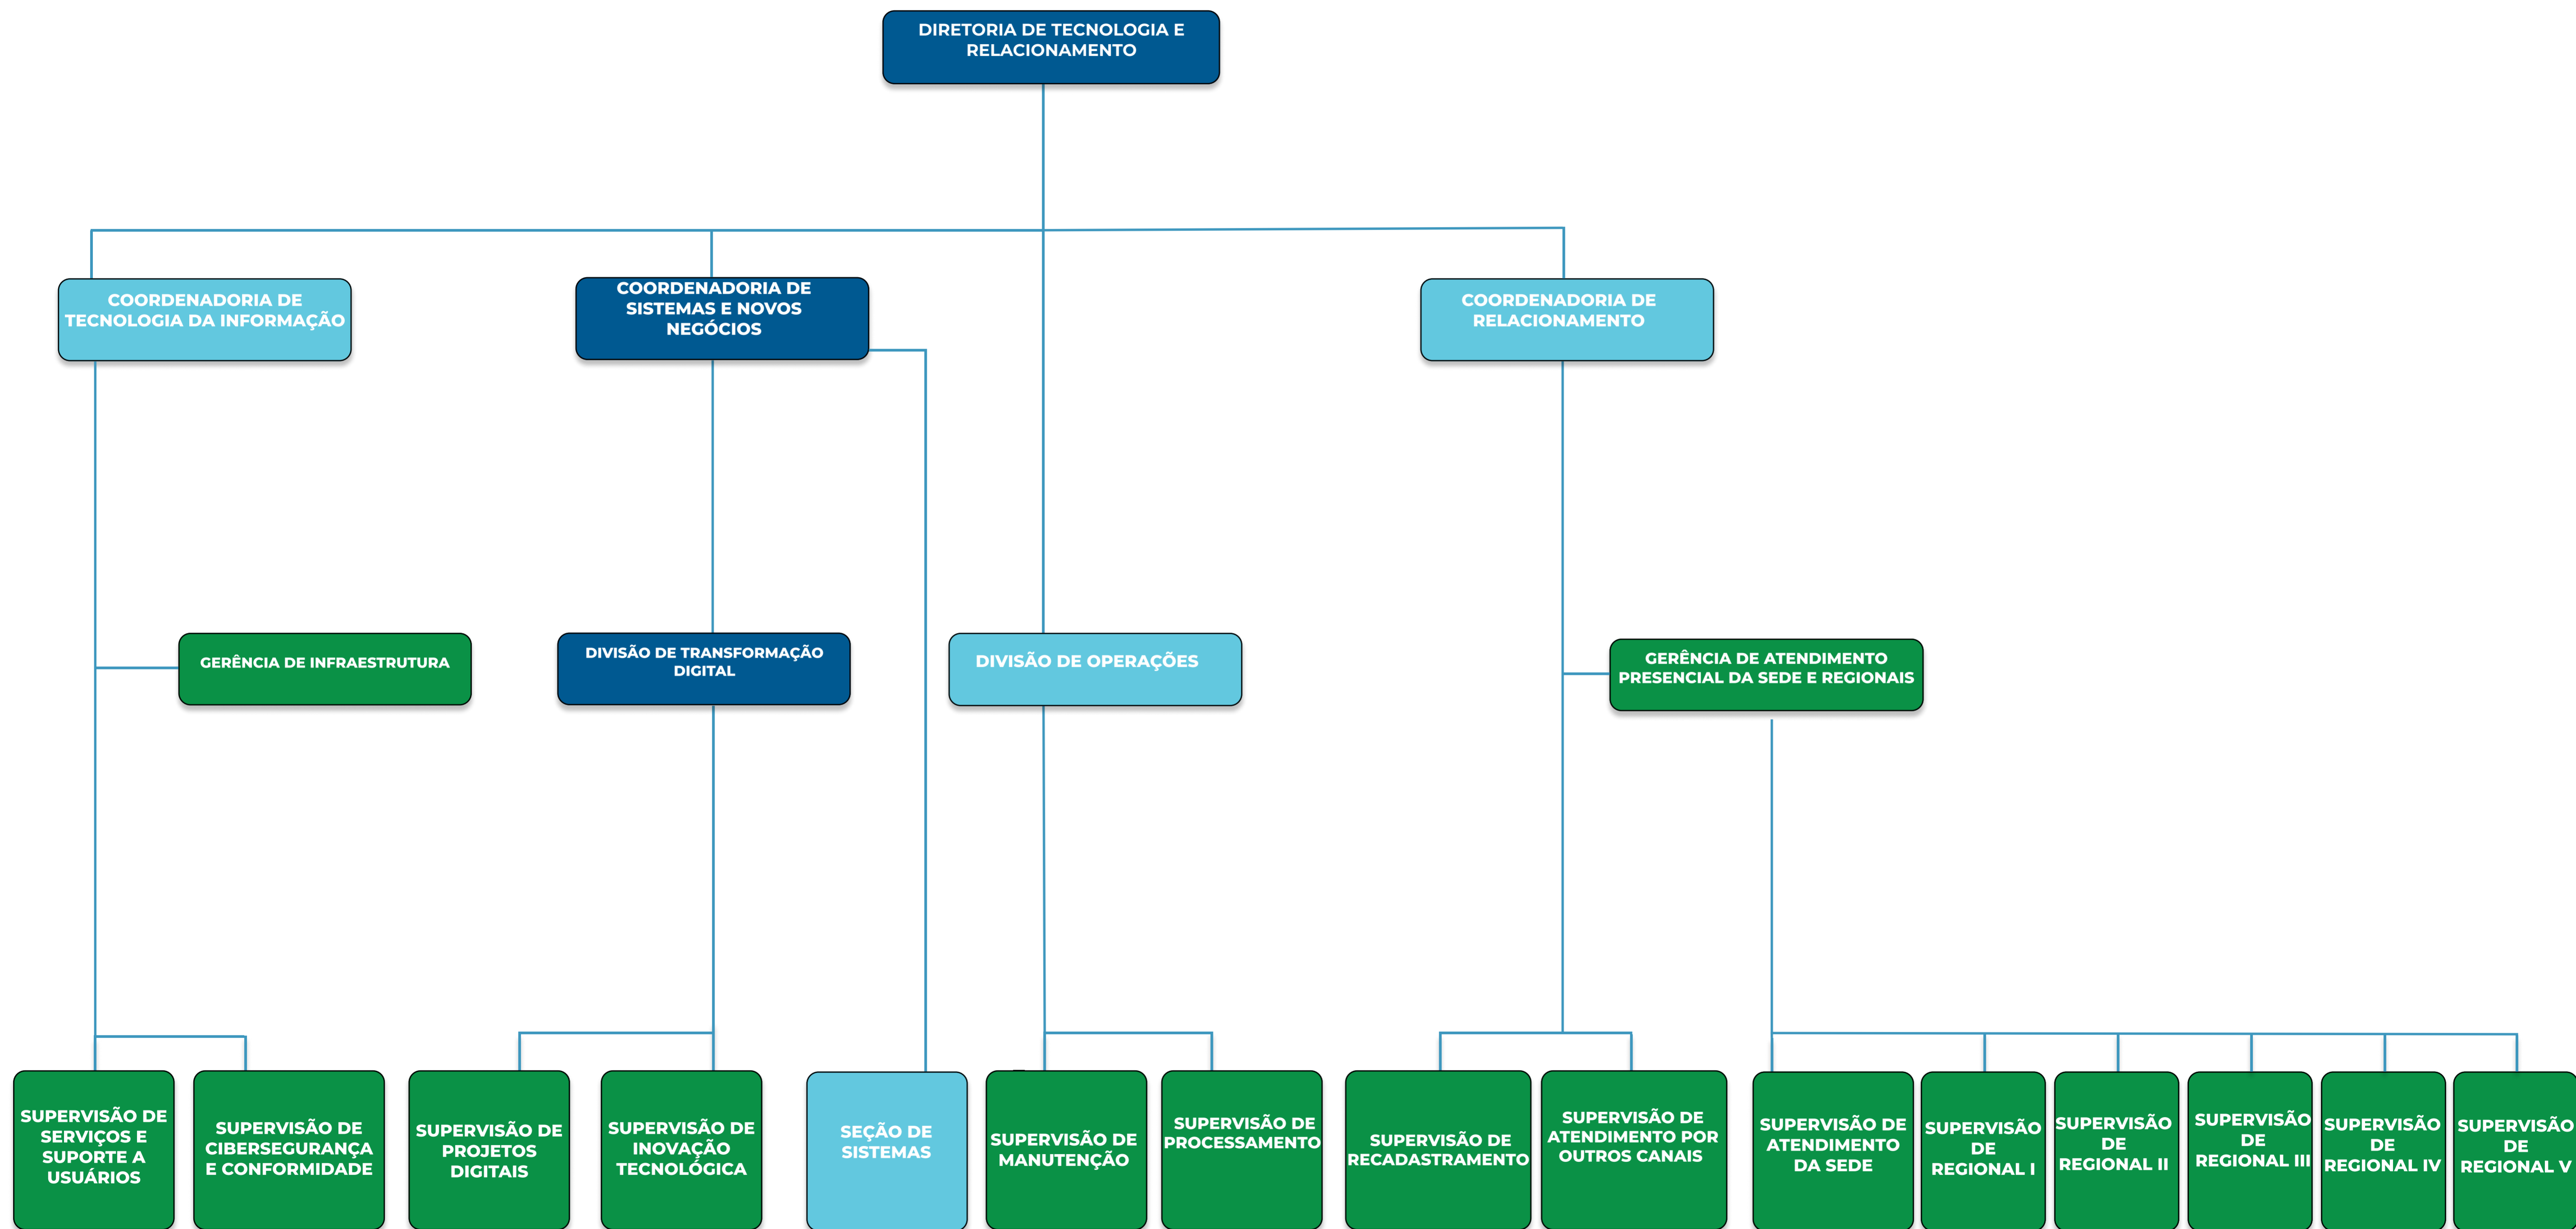 DIRETORIA DE TECNOLOGIA E
RELACIONAMENTO
COORDENADORIA DE
TECNOLOGIA DA INFORMAÇÃO
COORDENADORIA DE
SISTEMAS E NOVOS
NEGÓCIOS
COORDENADORIA DE
RELACIONAMENTO
GERÊNCIA DE INFRAESTRUTURA
DIVISÃO DE TRANSFORMAÇÃO
DIGITAL
DIVISÃO DE OPERAÇÕES
GERÊNCIA DE ATENDIMENTO
PRESENCIAL DA SEDE E REGIONAIS
SUPERVISÃO DE
SERVIÇOS E
SUPORTE A
USUÁRIOS
SUPERVISÃO DE
CIBERSEGURANÇA
E CONFORMIDADE
SUPERVISÃO DE
PROJETOS
DIGITAIS
SUPERVISÃO DE
INOVAÇÃO
TECNOLÓGICA
SEÇÃO DE
SISTEMAS
SUPERVISÃO DE
MANUTENÇÃO
SUPERVISÃO DE
PROCESSAMENTO
SUPERVISÃO DE
RECADASTRAMENTO
SUPERVISÃO DE
ATENDIMENTO POR
OUTROS CANAIS
SUPERVISÃO DE
ATENDIMENTO
DA SEDE
SUPERVISÃO
DE
REGIONAL I
SUPERVISÃO
DE
REGIONAL II
SUPERVISÃO
DE
REGIONAL III
SUPERVISÃO
DE
REGIONAL IV
SUPERVISÃO
DE
REGIONAL V